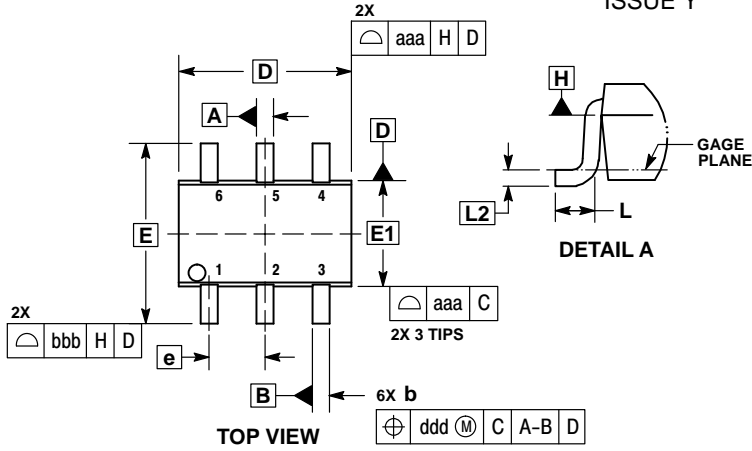 ISSUE Y
2X
aaa H D
D
A
D
H
GAGE
PLANE
6 5 4
E
E1
L2
L
DETAIL A
1 2 3
aaa C
2X 3 TIPS
2X
bbb H D
e
B
6X b
TOP VIEW
⌖ ddd Ⓜ C A-B D